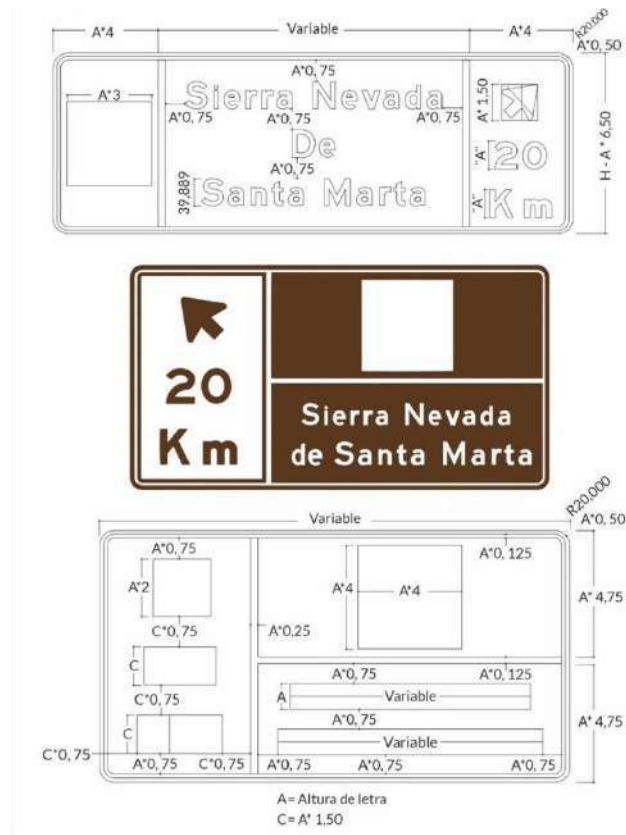 A*4 Variable A*4 R20,000
A*0, 50
A*0, 75
A*3 Sierra Nevada A* 1.50
A*0, 75 A*0, 75
De "A" 20 H - A * 6,50
A*0, 75
39,889 Santa Marta "A" Km
20
Km
Sierra Nevada
de Santa Marta
Variable R20,000
A*0, 50
A*0, 75 A*0, 125
A*2 A*4 A*4 A* 4,75
C*0, 75 A*0,25
C A*0, 75 A*0, 125
C*0, 75 A Variable
C A*0, 75 A* 4,75
Variable
C*0, 75 A*0, 75 C*0, 75 A*0, 75 A*0, 75 A*0, 75
A= Altura de letra
C= A* 1,50